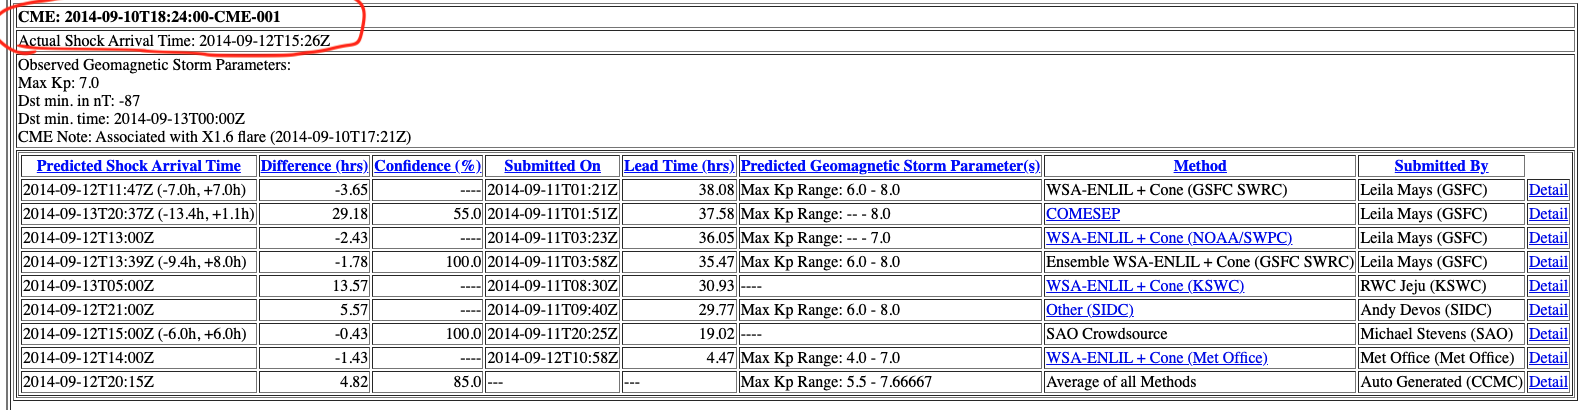 CME: 2014-09-10T18:24:00-CME-001
Actual Shock Arrival Time: 2014-09-12T15:26Z
Observed Geomagnetic Storm Parameters:
Max Kp: 7.0
Dst min. in nT: -87
Dst min. time: 2014-09-13T00:00Z
CME Note: Associated with X1.6 flare (2014-09-10T17:21Z)
Predicted Shock Arrival Time Difference (hrs) Confidence (%) Submitted On Lead Time (hrs) Predicted Geomagnetic Storm Parameter(s) Method Submitted By
2014-09-12T11:47Z (-7.0h, +7.0h) -3.65 ---- 2014-09-11T01:21Z 38.08 Max Kp Range: 6.0 - 8.0 WSA-ENLIL + Cone (GSFC SWRC) Leila Mays (GSFC) Detail
2014-09-13T20:37Z (-13.4h, +1.1h) 29.18 55.0 2014-09-11T01:51Z 37.58 Max Kp Range: -- - 8.0 COMESEP Leila Mays (GSFC) Detail
2014-09-12T13:00Z -2.43 ---- 2014-09-11T03:23Z 36.05 Max Kp Range: -- - 7.0 WSA-ENLIL + Cone (NOAA/SWPC) Leila Mays (GSFC) Detail
2014-09-12T13:39Z (-9.4h, +8.0h) -1.78 100.0 2014-09-11T03:58Z 35.47 Max Kp Range: 6.0 - 8.0 Ensemble WSA-ENLIL + Cone (GSFC SWRC) Leila Mays (GSFC) Detail
2014-09-13T05:00Z 13.57 ---- 2014-09-11T08:30Z 30.93 ---- WSA-ENLIL + Cone (KSWC) RWC Jeju (KSWC) Detail
2014-09-12T21:00Z 5.57 ---- 2014-09-11T09:40Z 29.77 Max Kp Range: 6.0 - 8.0 Other (SIDC) Andy Devos (SIDC) Detail
2014-09-12T15:00Z (-6.0h, +6.0h) -0.43 100.0 2014-09-11T20:25Z 19.02 ---- SAO Crowdsource Michael Stevens (SAO) Detail
2014-09-12T14:00Z -1.43 ---- 2014-09-12T10:58Z 4.47 Max Kp Range: 4.0 - 7.0 WSA-ENLIL + Cone (Met Office) Met Office (Met Office) Detail
2014-09-12T20:15Z 4.82 85.0 --- --- Max Kp Range: 5.5 - 7.66667 Average of all Methods Auto Generated (CCMC) Detail